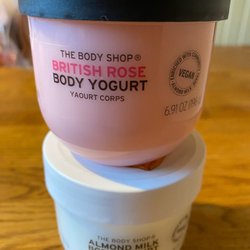 THE BODY SHOP®
BRITISH ROSE
BODY YOGURT
YAOURT CORPS
VEGAN
6.91 OZ
THE BODY SHOP®
ALMOND MILK